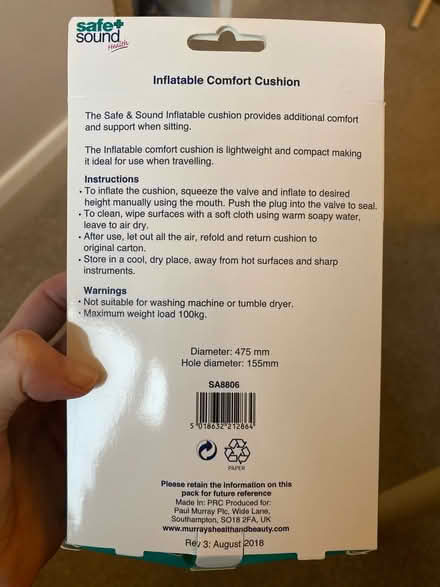 safe+
sound
Health
Inflatable Comfort Cushion
The Safe & Sound Inflatable cushion provides additional comfort
and support when sitting.
The Inflatable comfort cushion is lightweight and compact making
it ideal for use when travelling.
Instructions
• To inflate the cushion, squeeze the valve and inflate to desired
height manually using the mouth. Push the plug into the valve to seal.
• To clean, wipe surfaces with a soft cloth using warm soapy water,
leave to air dry.
• After use, let out all the air, refold and return cushion to
original carton.
• Store in a cool, dry place, away from hot surfaces and sharp
instruments.
Warnings
• Not suitable for washing machine or tumble dryer.
• Maximum weight load 100kg.
Diameter: 475 mm
Hole diameter: 155mm
SA8806
5 018632 212864
PAPER
Please retain the information on this
pack for future reference
Made In: PRC Produced for:
Paul Murray Plc, Wide Lane,
Southampton, SO18 2FA, UK
www.murrayshealthandbeauty.com
Rev 3: August 2018